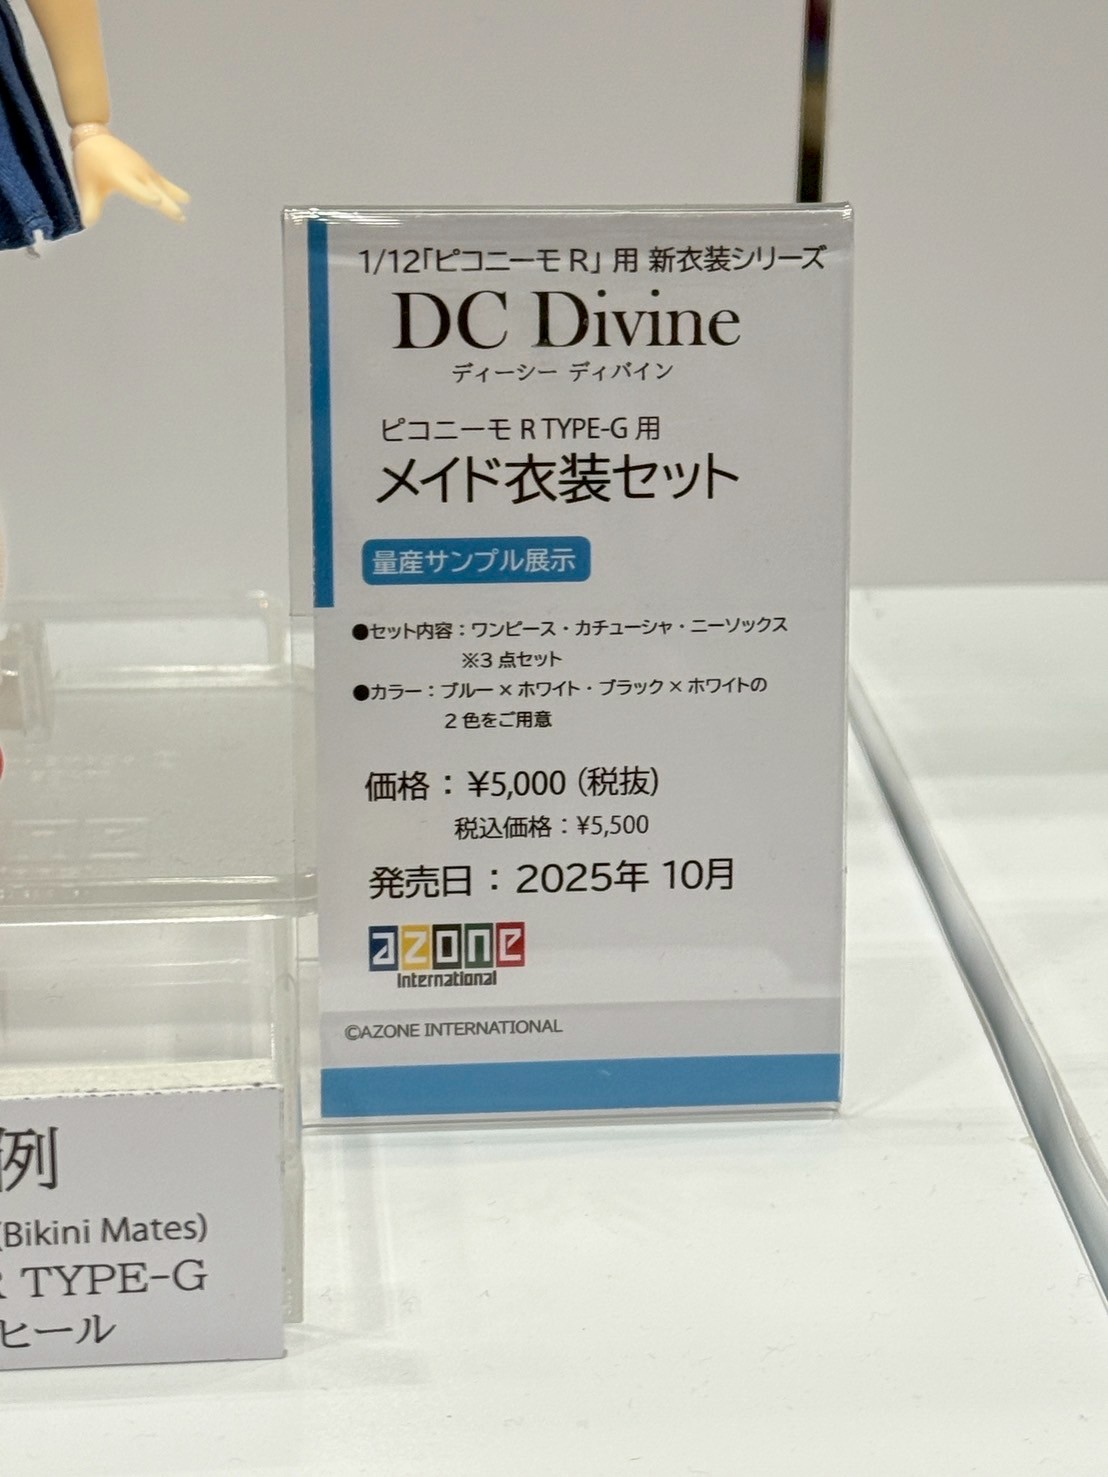 1/12「ピコニーモ R」用 新衣装シリーズ
DC Divine
ディーシー ディバイン
ピコニーモ R TYPE-G 用
メイド衣装セット
量産サンプル展示
●セット内容：ワンピース・カチューシャ・ニーソックス
※3 点セット
●カラー：ブルー×ホワイト・ブラック×ホワイトの
2 色をご用意
価格：¥5,000（税抜）
税込価格：¥5,500
発売日：2025年 10月
azone
international
©AZONE INTERNATIONAL
例
(Bikini Mates)
R TYPE-G
ヒール